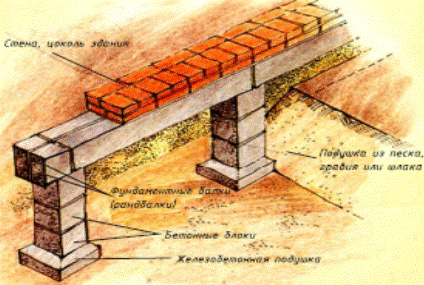 Стена, цоколь здания
Подушка из песка,
гравия или шлака
Фундаментные балки
(рандбалки)
Бетонные блоки
Железобетонная подушка